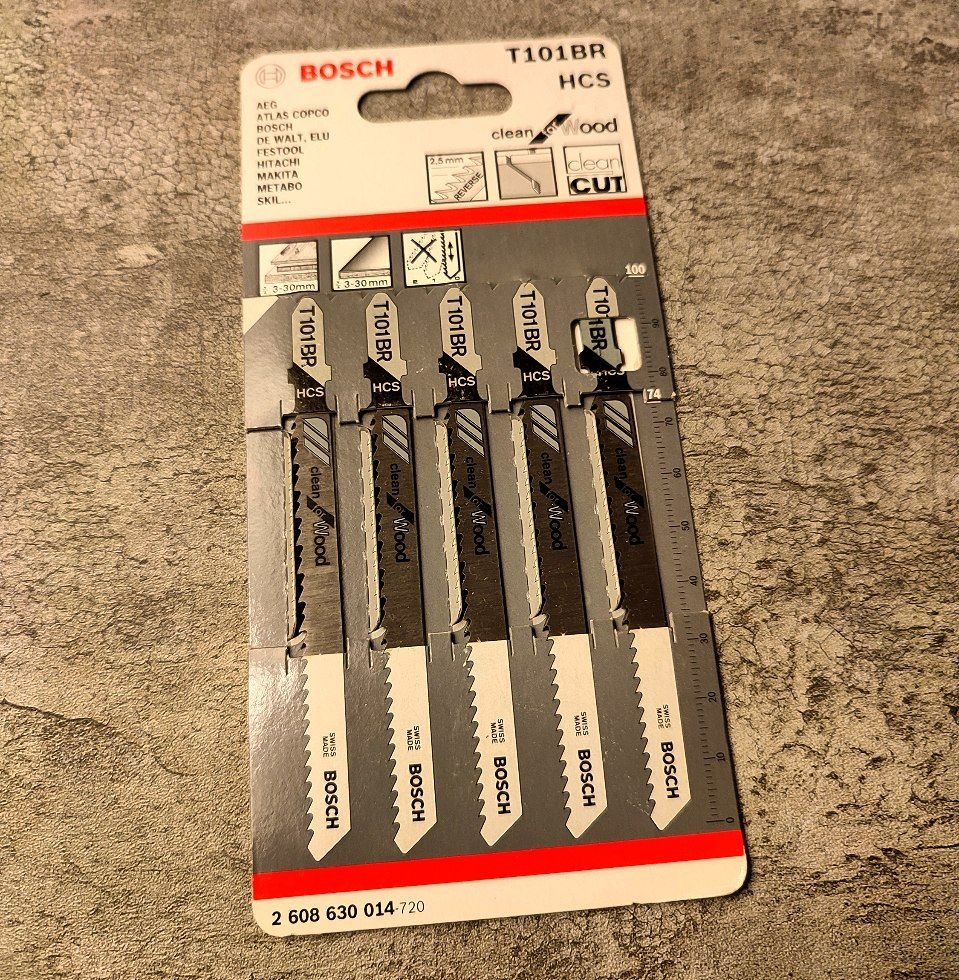 BOSCH
T101BR
HCS
AEG
ATLAS COPCO
BOSCH
DE WALT, ELU
FESTOOL
HITACHI
MAKITA
METABO
SKIL...
clean for Wood
2,5 mm
REVERSE
clean
CUT
3-30mm
3-30mm
100
90
80
74
70
60
50
40
30
20
10
0
T101BR
HCS
clean for Wood
SWISS
MADE
BOSCH
T101BR
HCS
clean for Wood
SWISS
MADE
BOSCH
T101BR
HCS
clean for Wood
SWISS
MADE
BOSCH
T101BR
HCS
clean for Wood
SWISS
MADE
BOSCH
T101BR
HCS
clean for Wood
SWISS
MADE
BOSCH
2 608 630 014-720